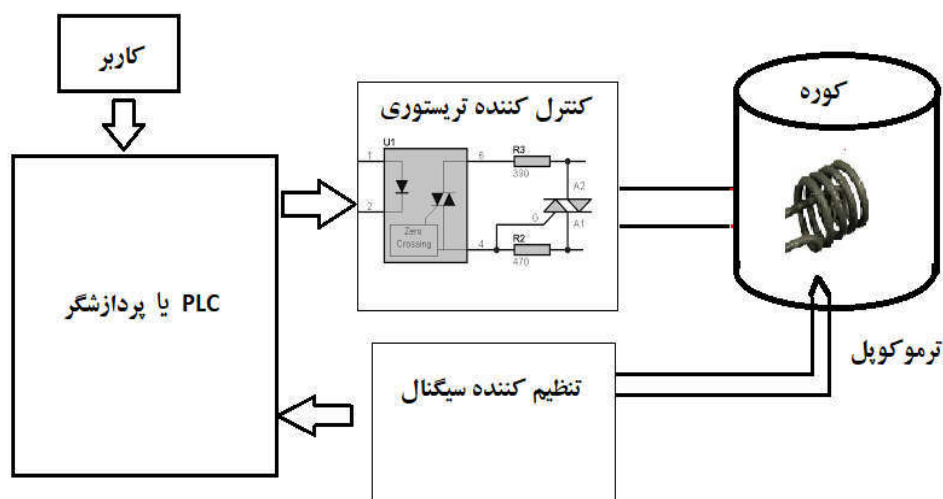 کاربر
کنترل کننده تریستوری
کوره
U1
1
2
6
4
Zero
Crossing
R3
390
A2
G
A1
R2
470
PLC یا پردازشگر
تنظیم کننده سیگنال
ترموکوپل